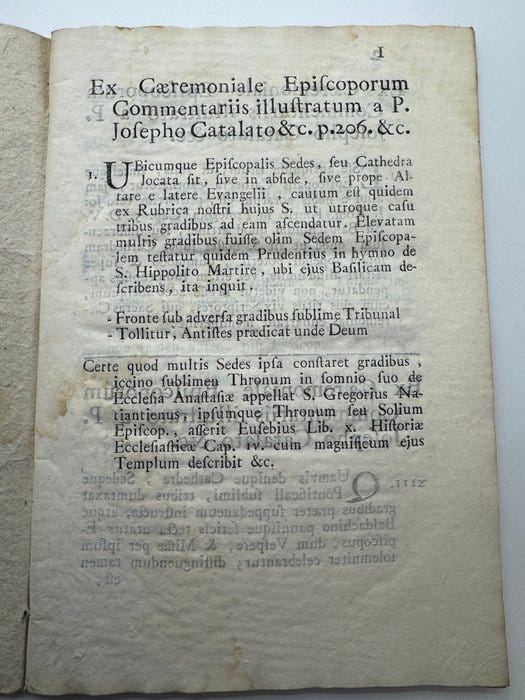 1
Ex Cæremoniale Epiſcoporum
Commentariis illuſtratum a P.
Joſepho Catalato &c. p.206. &c.
1. UBicumque Epiſcopalis Sedes, ſeu Cathedra
locata ſit, ſive in abside, ſive prope Al-
tare e latere Evangelii, cautum eſt quidem
ex Rubrica noſtri hujus S. ut utroque caſu
tribus gradibus ad eam aſcendatur. Elevatam
multis gradibus fuiſſe olim Sedem Epiſcopa-
lem teſtatur quidem Prudentius in hymno de
S. Hippolito Martire, ubi ejus Baſilicam de-
ſcribens, ita inquit.
- Fronte ſub adverſa gradibus ſublime Tribunal
- Tollitur, Antiſtes prædicat unde Deum
Certe quod multis Sedes ipſa conſtaret gradibus,
iccino ſublimen Thronum in ſomnio ſuo de
Eccleſia Anaſtaſiæ appellat S. Gregorius Na-
tiantienus, ipſumque Thronum ſeu Solium
Epiſcop., aſſerit Euſebius Lib. x. Hiſtoriæ
Eccleſiaſticæ Cap. iv. cum magnificum ejus
Templum deſcribit &c.